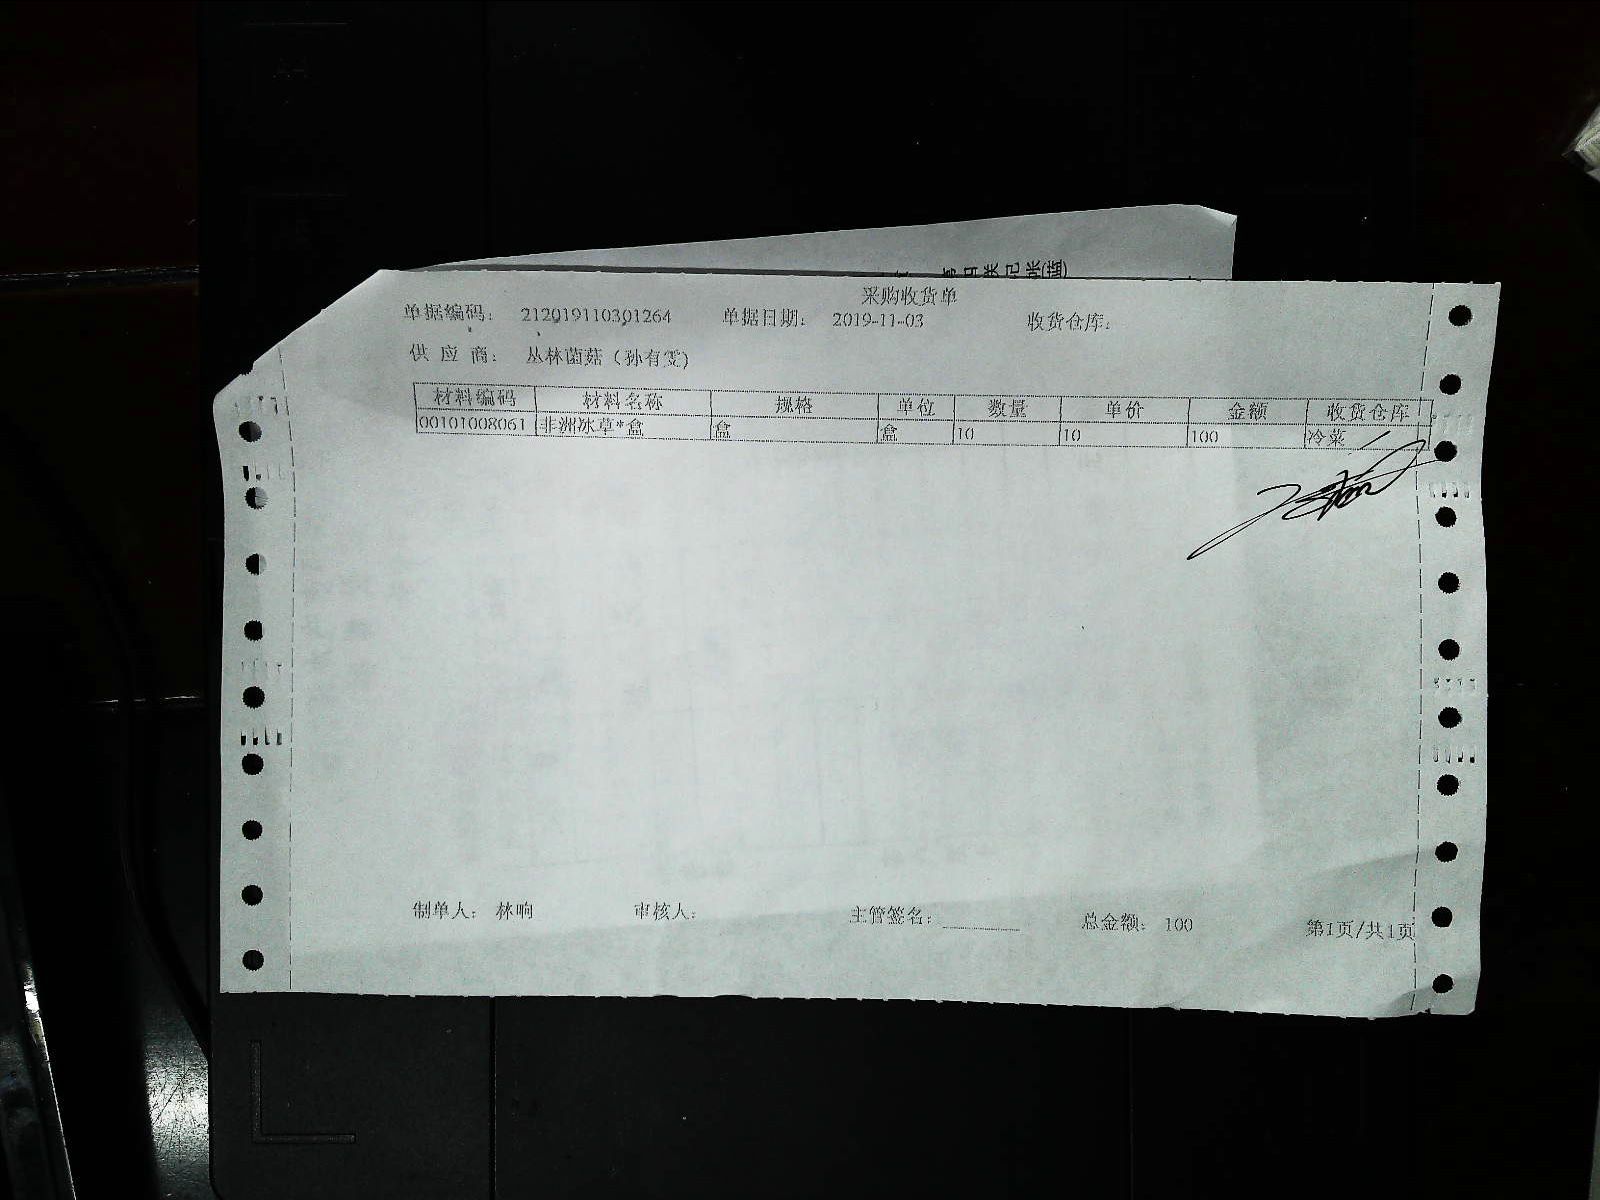 采购收货单
单据编码: 212019110301264 单据日期: 2019-11-03 收货仓库:
供 应 商: 丛林菌菇(孙有雯)
材料编码 材料名称 规格 单位 数量 单价 金额 收货仓库
00101008061 非洲冰草*盒 盒 盒 10 10 100 冷菜
制单人: 林响 审核人: 主管签名: 总金额: 100 第1页/共1页